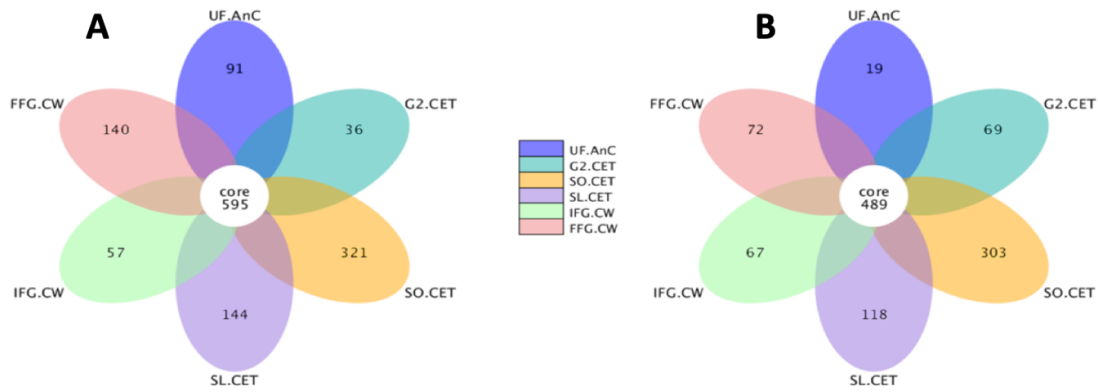 A
UF.AnC
91
FFG.CW
140
G2.CET
36
core
595
IFG.CW
57
321
SO.CET
144
SL.CET
UF.AnC
G2.CET
SO.CET
SL.CET
IFG.CW
FFG.CW
B
UF.AnC
19
FFG.CW
72
G2.CET
69
core
489
IFG.CW
67
303
SO.CET
118
SL.CET